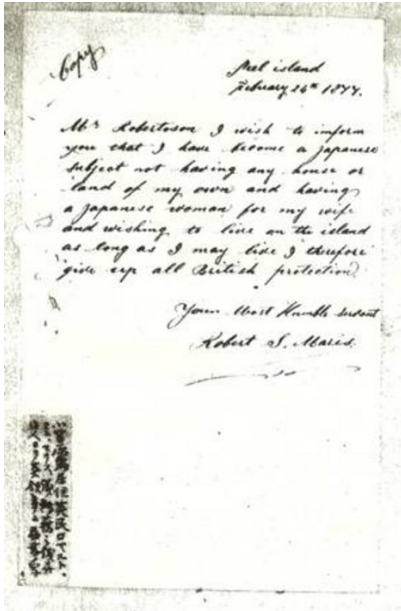 Copy
Peel island
February 26th 1877.
Mr Robertoson I wish to inform
you that I have become a japanese
subject not having any house or
land of my own and having
a japanese woman for my wife
and wishing to live on the island
as long as I may live I therefore
give up all British protection
Your Most Humble Servant
Robert S. Maris.